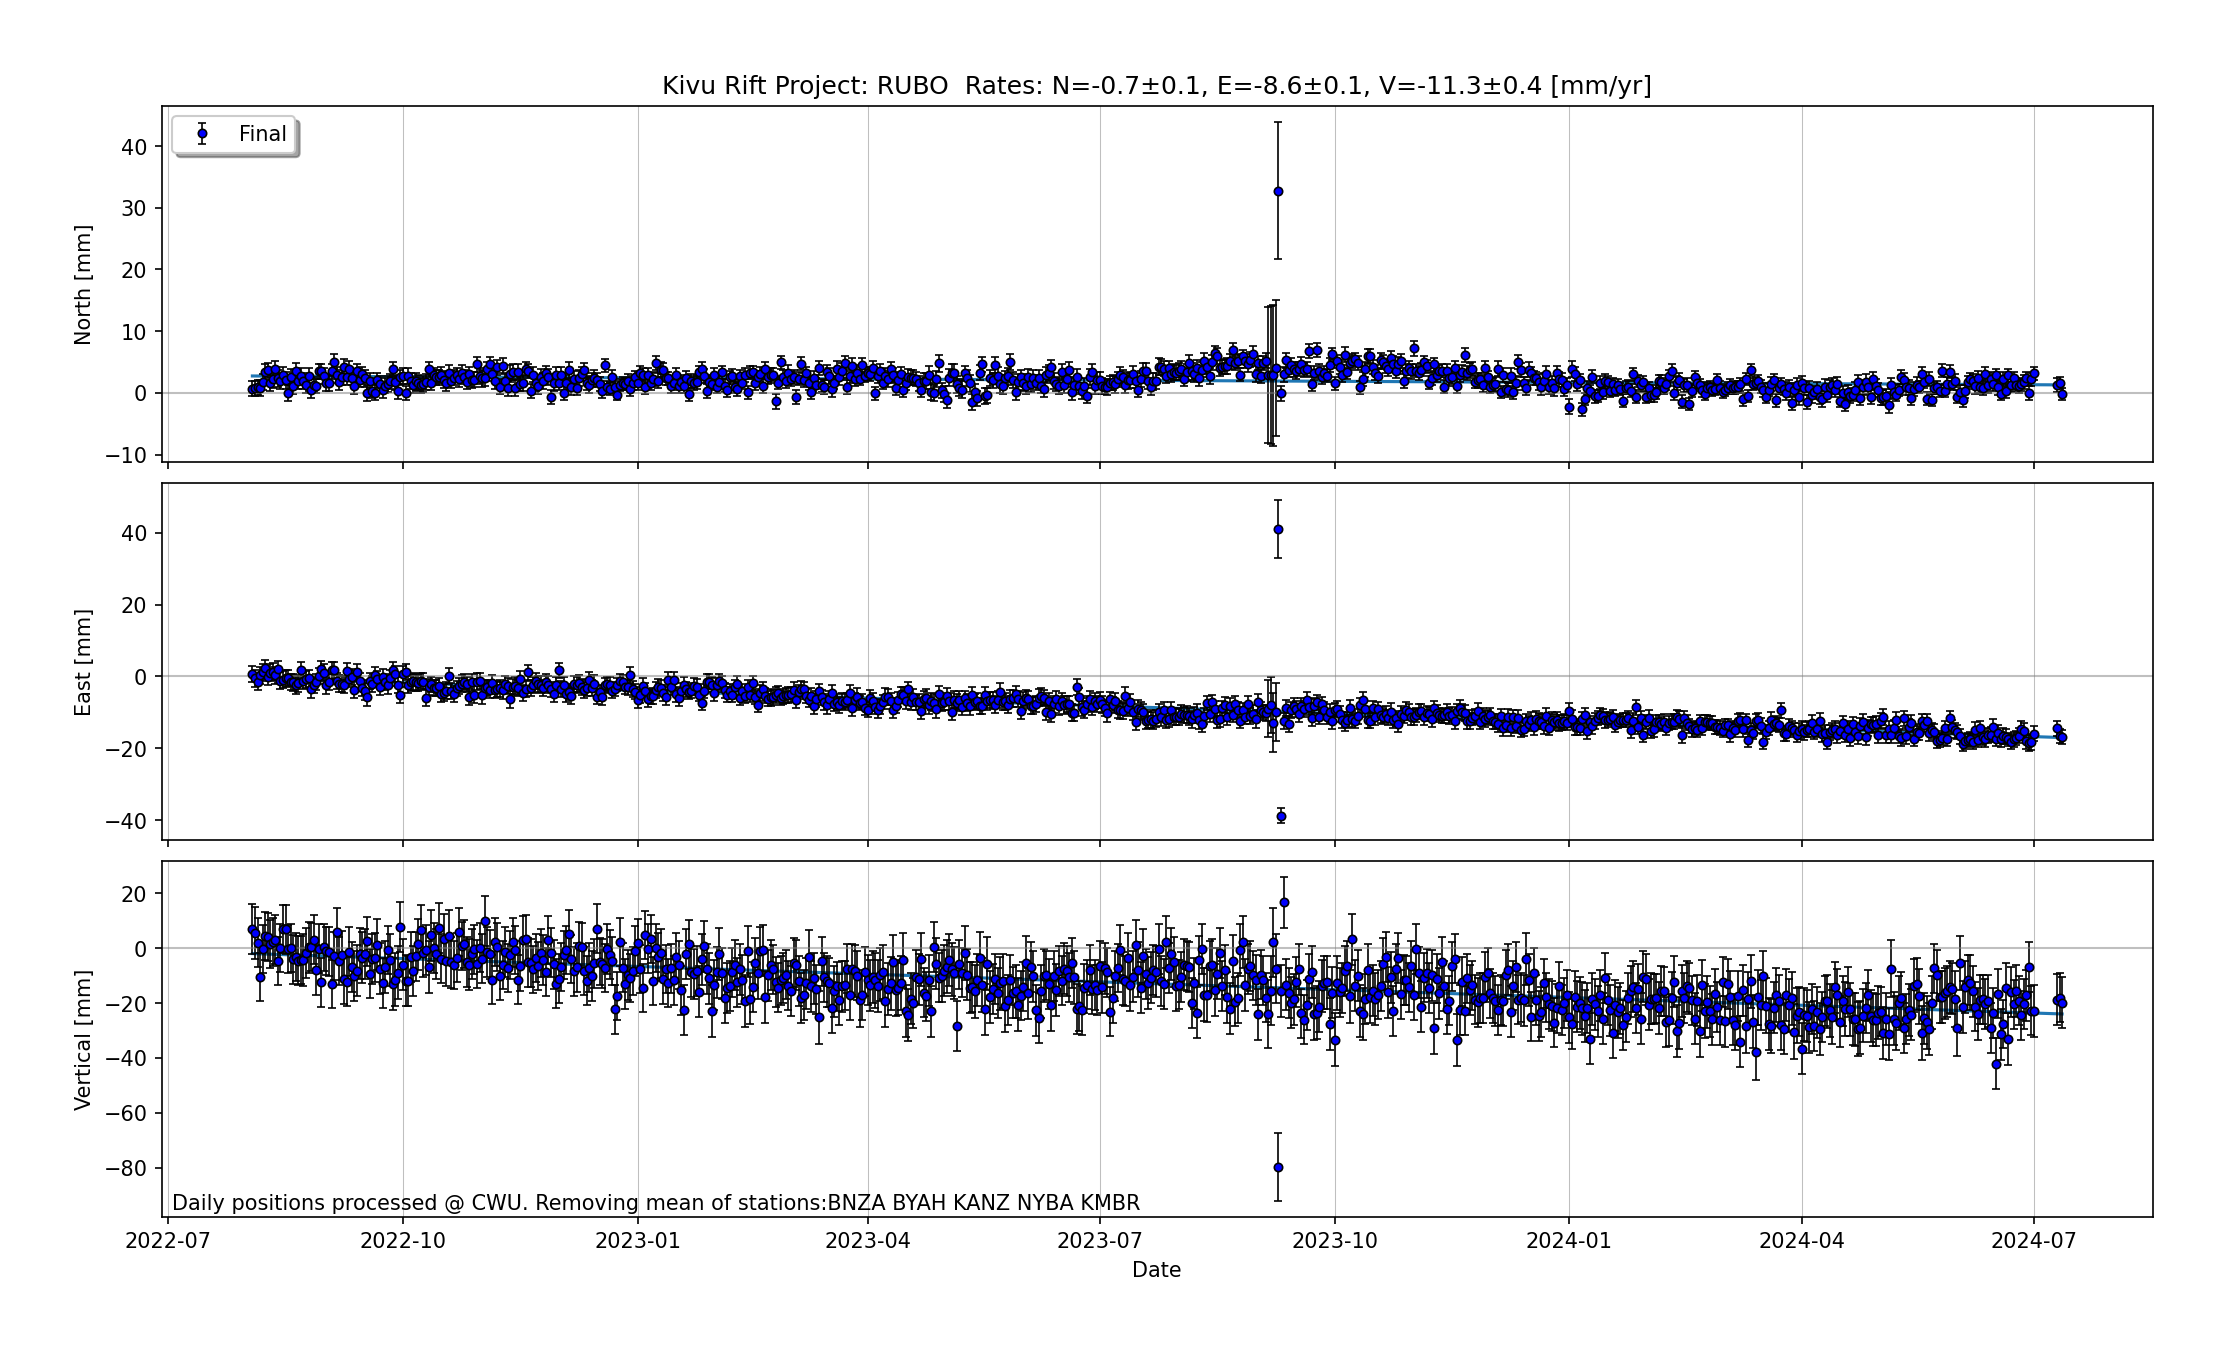 Kivu Rift Project: RUBO  Rates: N=-0.7±0.1, E=-8.6±0.1, V=-11.3±0.4 [mm/yr]
Final
North [mm]
40
30
20
10
0
−10
East [mm]
40
20
0
−20
−40
Vertical [mm]
20
0
−20
−40
−60
−80
Daily positions processed @ CWU. Removing mean of stations:BNZA BYAH KANZ NYBA KMBR
2022-07 2022-10 2023-01 2023-04 2023-07 2023-10 2024-01 2024-04 2024-07
Date